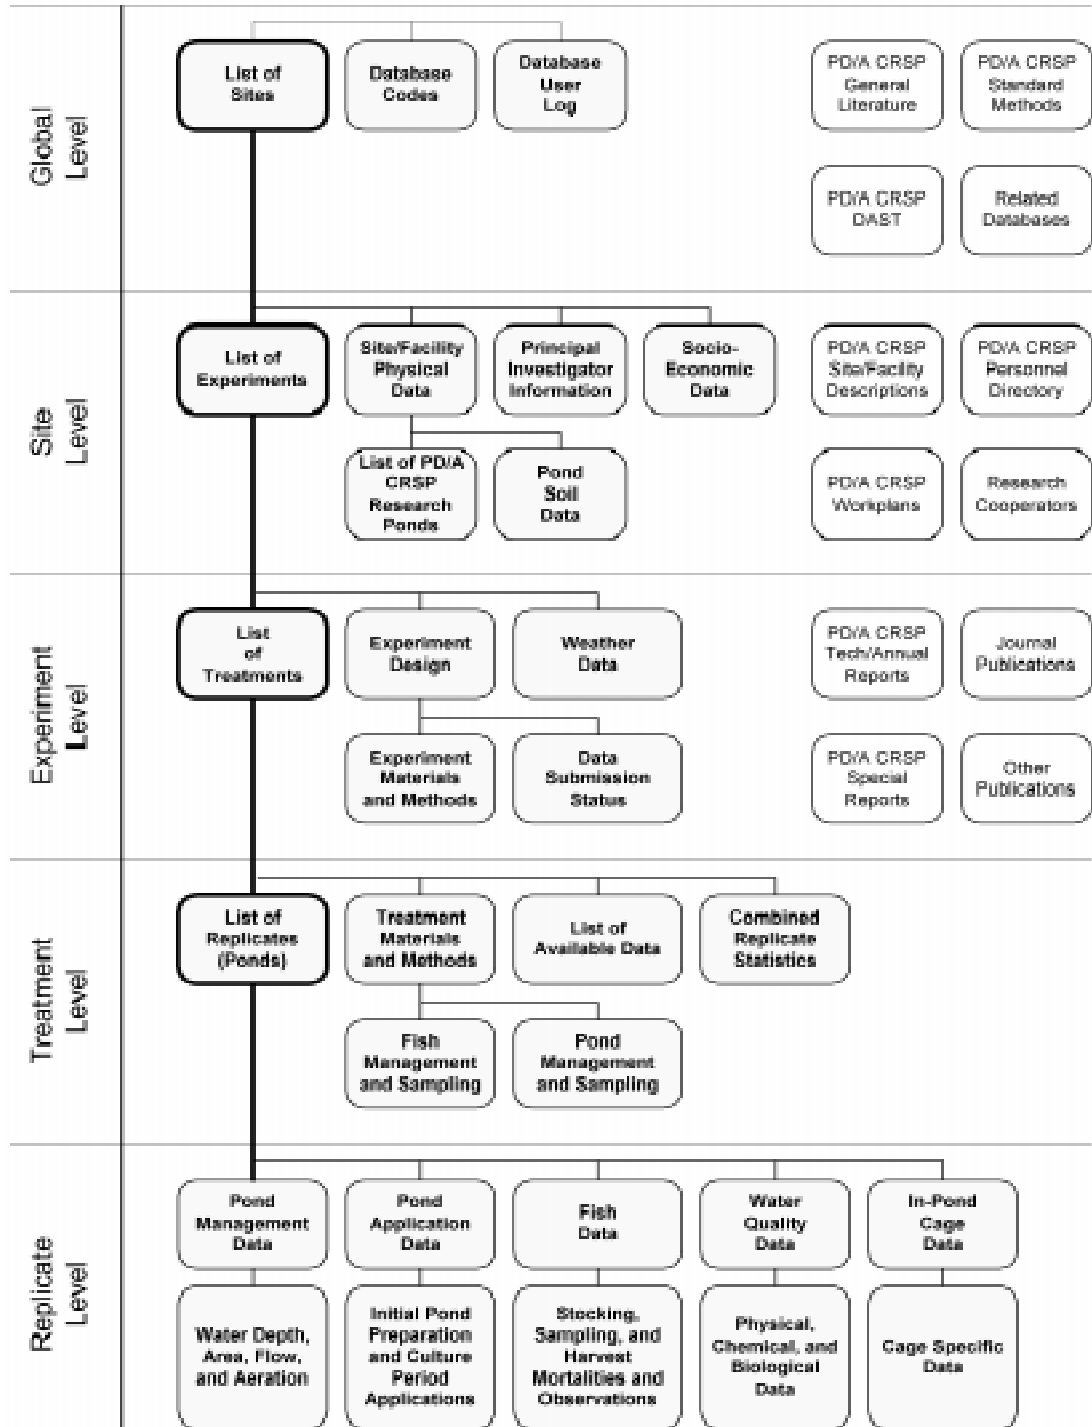 Global
Level
List of
Sites
Database
Codes
Database
User
Log
PD/A CRSP
General
Literature
PD/A CRSP
Standard
Methods
PD/A CRSP
DAST
Related
Databases
Site
Level
List of
Experiments
Site/Facility
Physical
Data
Principal
Investigator
Information
Socio-
Economic
Data
PD/A CRSP
Site/Facility
Descriptions
PD/A CRSP
Personnel
Directory
List of PD/A
CRSP
Research
Ponds
Pond
Soil
Data
PD/A CRSP
Workplans
Research
Cooperators
Experiment
Level
List
of
Treatments
Experiment
Design
Weather
Data
PD/A CRSP
Tech/Annual
Reports
Journal
Publications
Experiment
Materials
and Methods
Data
Submission
Status
PD/A CRSP
Special
Reports
Other
Publications
Treatment
Level
List of
Replicates
(Ponds)
Treatment
Materials
and Methods
List of
Available Data
Combined
Replicate
Statistics
Fish
Management
and Sampling
Pond
Management
and Sampling
Replicate
Level
Pond
Management
Data
Pond
Application
Data
Fish
Data
Water
Quality
Data
In-Pond
Cage
Data
Water Depth,
Area, Flow,
and Aeration
Initial Pond
Preparation
and Culture
Period
Applications
Stocking,
Sampling, and
Harvest
Mortalities and
Observations
Physical,
Chemical, and
Biological
Data
Cage Specific
Data